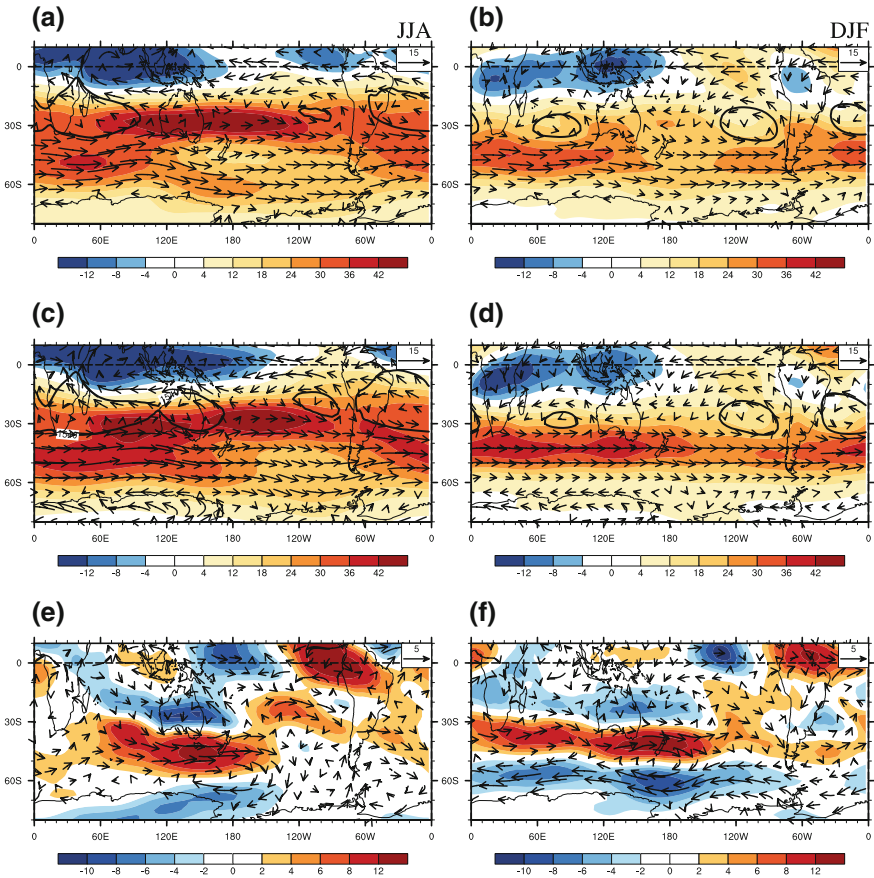 (a) JJA (b) DJF
15 15
0 0
30S 30S
60S 60S
0 60E 120E 180 120W 60W 0 0 60E 120E 180 120W 60W 0
-12 -8 -4 0 4 12 18 24 30 36 42 -12 -8 -4 0 4 12 18 24 30 36 42
(c) (d)
15 15
0 0
30S 30S
60S 60S
0 60E 120E 180 120W 60W 0 0 60E 120E 180 120W 60W 0
-12 -8 -4 0 4 12 18 24 30 36 42 -12 -8 -4 0 4 12 18 24 30 36 42
(e) (f)
5 5
0 0
30S 30S
60S 60S
0 60E 120E 180 120W 60W 0 0 60E 120E 180 120W 60W 0
-10 -8 -6 -4 -2 0 2 4 6 8 12 -10 -8 -6 -4 -2 0 2 4 6 8 12